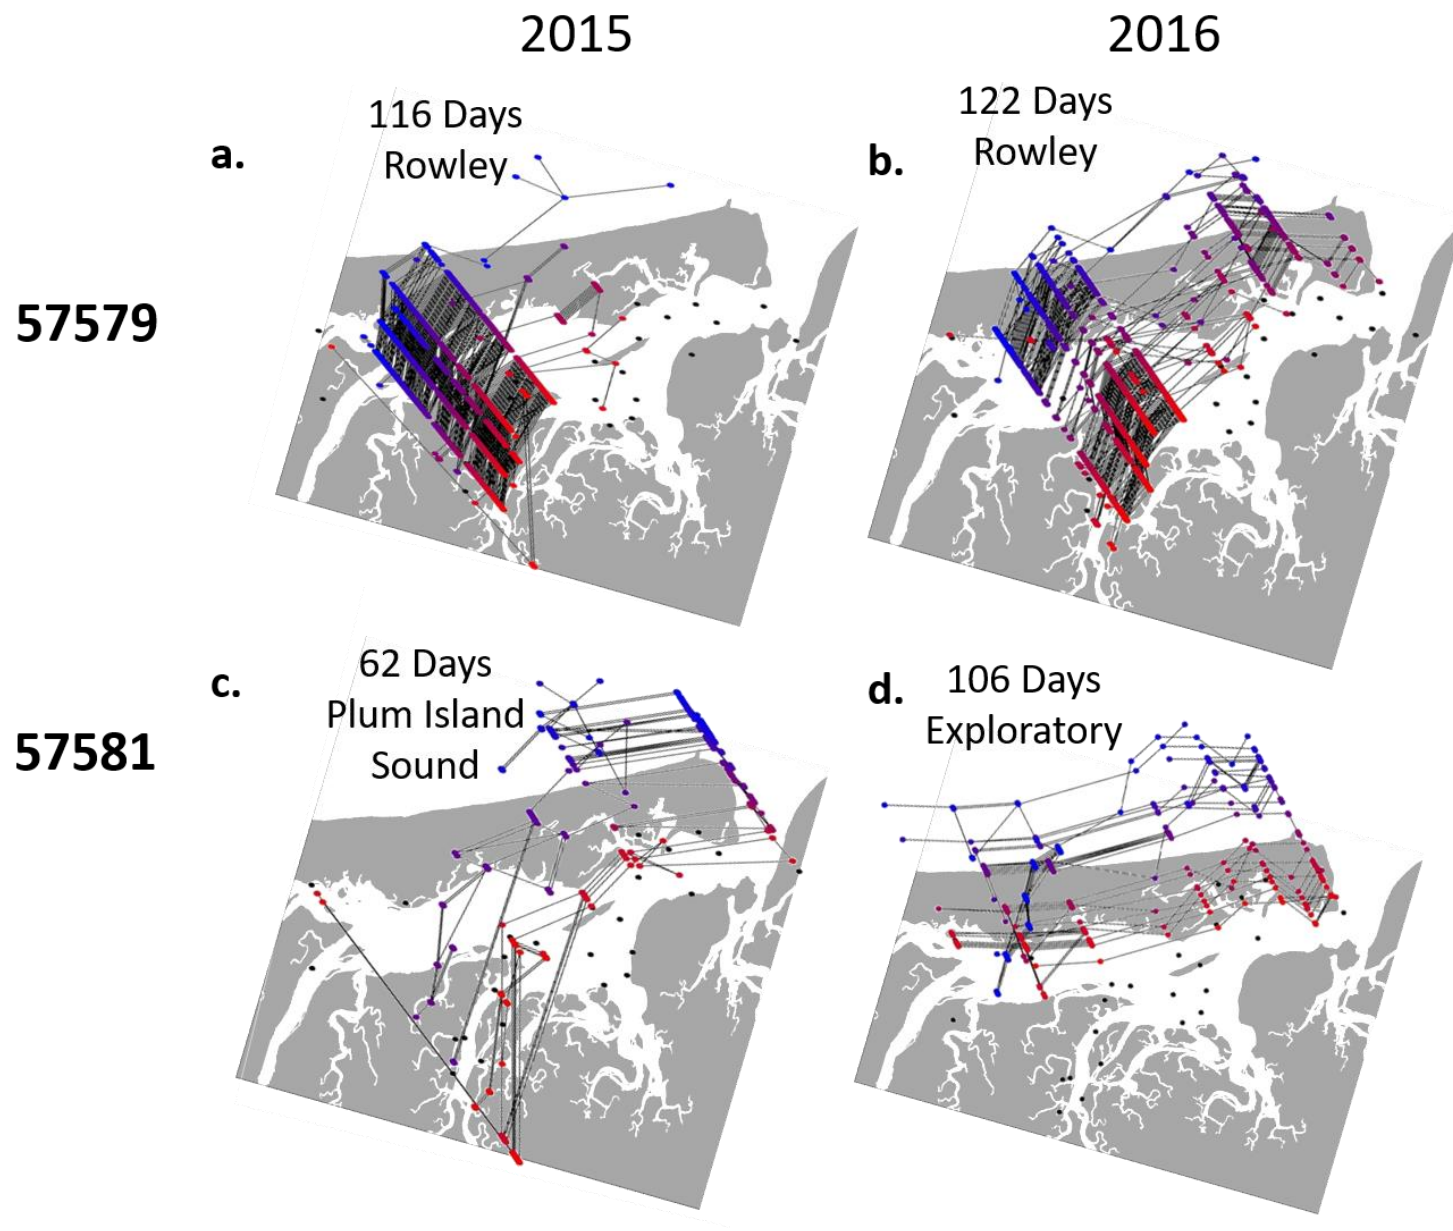 2015
2016
116 Days
Rowley
a.
122 Days
Rowley
b.
57579
62 Days
Plum Island
Sound
c.
106 Days
Exploratory
d.
57581